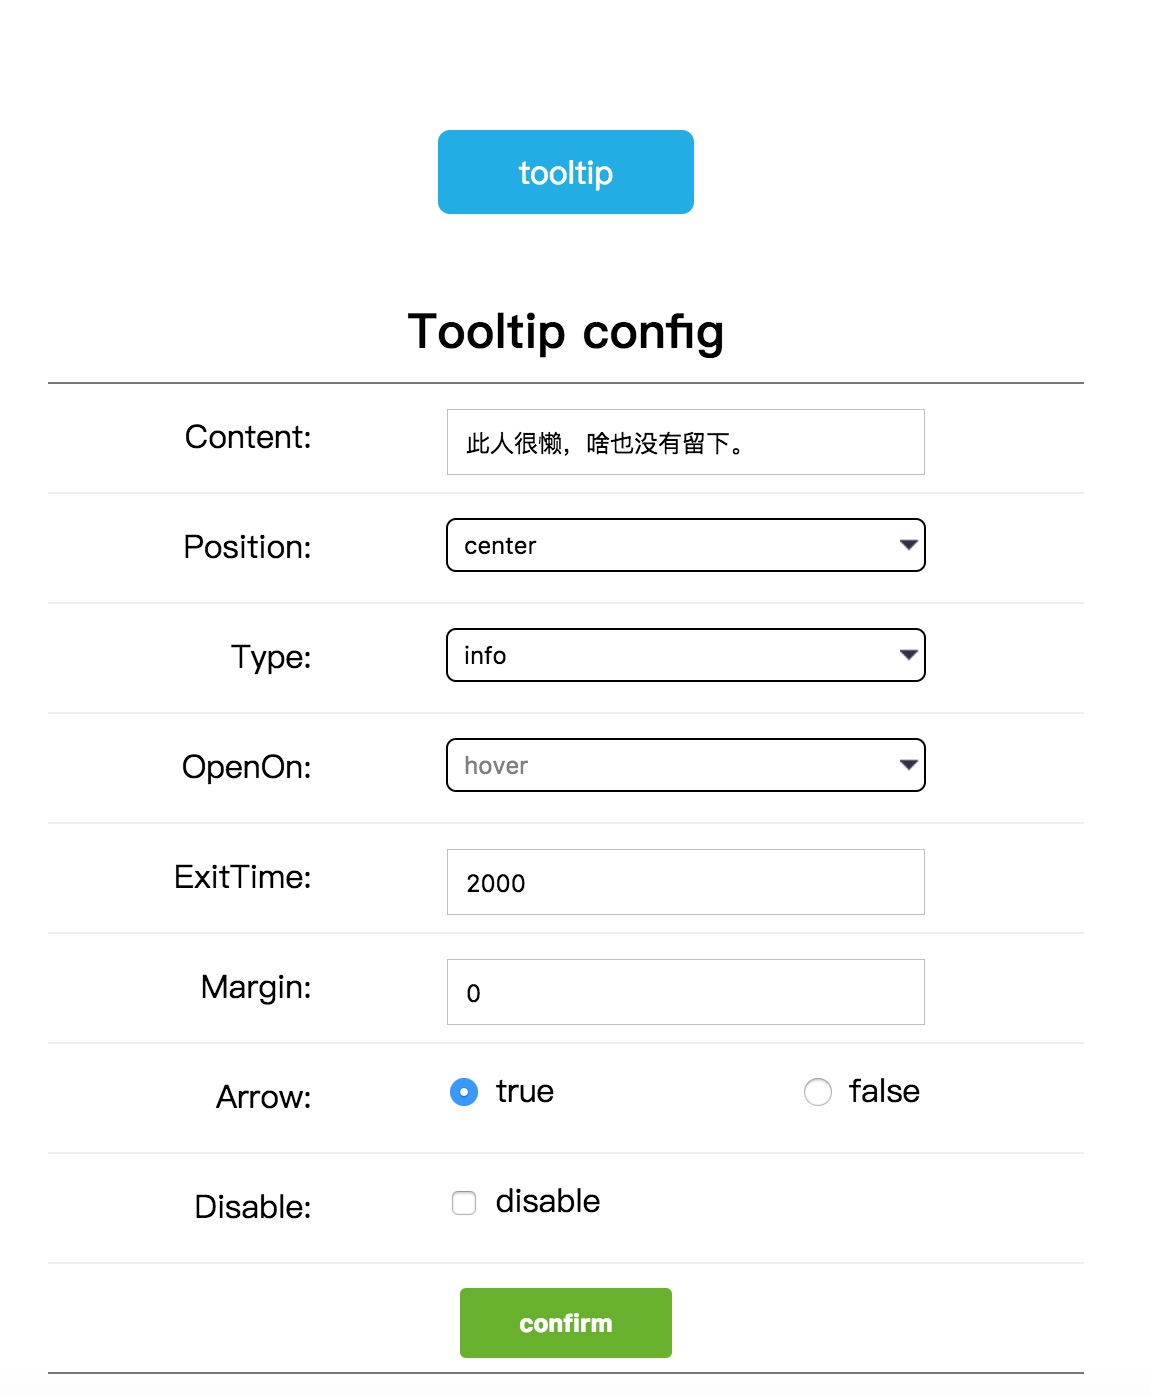 tooltip
Tooltip config
Content: 此人很懒，啥也没有留下。
Position: center
Type: info
OpenOn: hover
ExitTime: 2000
Margin: 0
Arrow: true false
Disable: disable
confirm